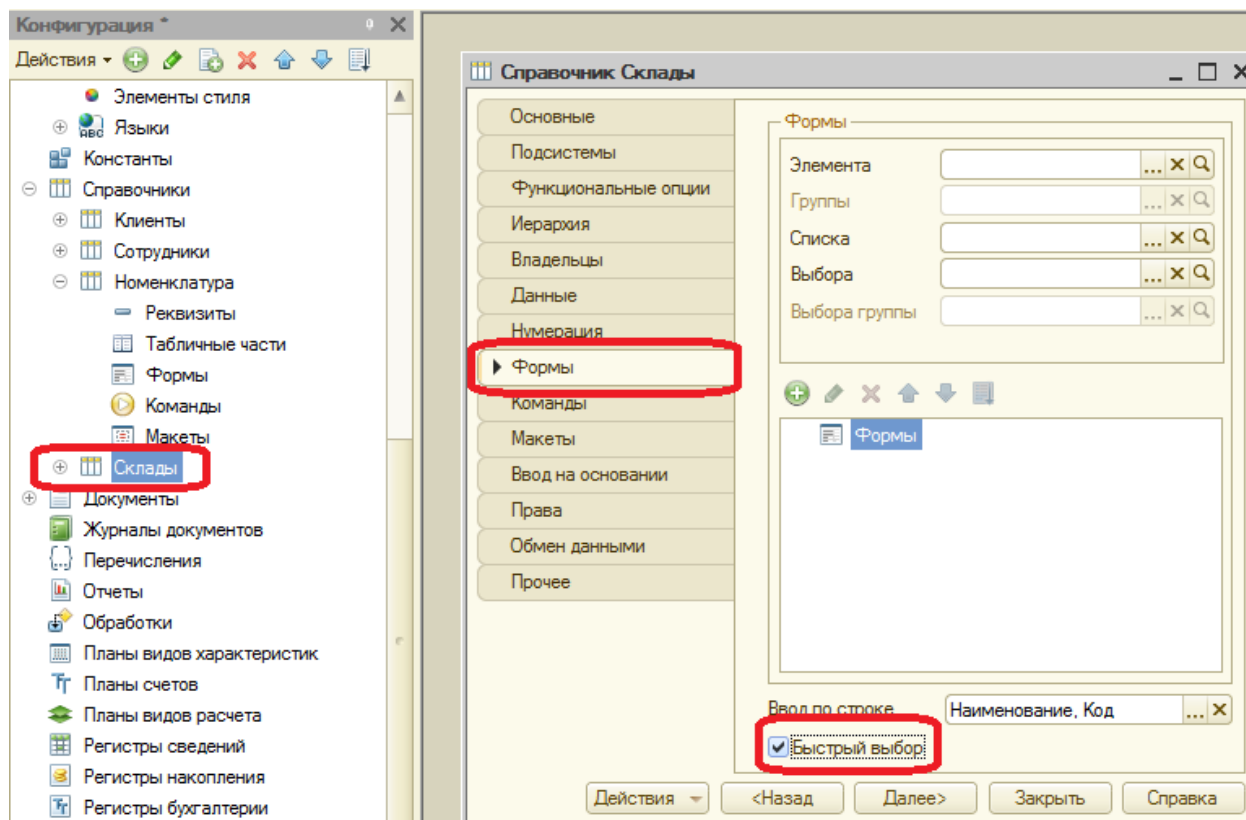 Конфигурация *
Действия
Элементы стиля
Языки
Константы
Справочники
Клиенты
Сотрудники
Номенклатура
Реквизиты
Табличные части
Формы
Команды
Макеты
Склады
Документы
Журналы документов
Перечисления
Отчеты
Обработки
Планы видов характеристик
Планы счетов
Планы видов расчета
Регистры сведений
Регистры накопления
Регистры бухгалтерии
Справочник Склады
Основные
Подсистемы
Функциональные опции
Иерархия
Владельцы
Данные
Нумерация
Формы
Команды
Макеты
Ввод на основании
Права
Обмен данными
Прочее
Формы
Элемента
Группы
Списка
Выбора
Выбора группы
Формы
Ввод по строке Наименование, Код
Быстрый выбор
Действия <Назад Далее> Закрыть Справка